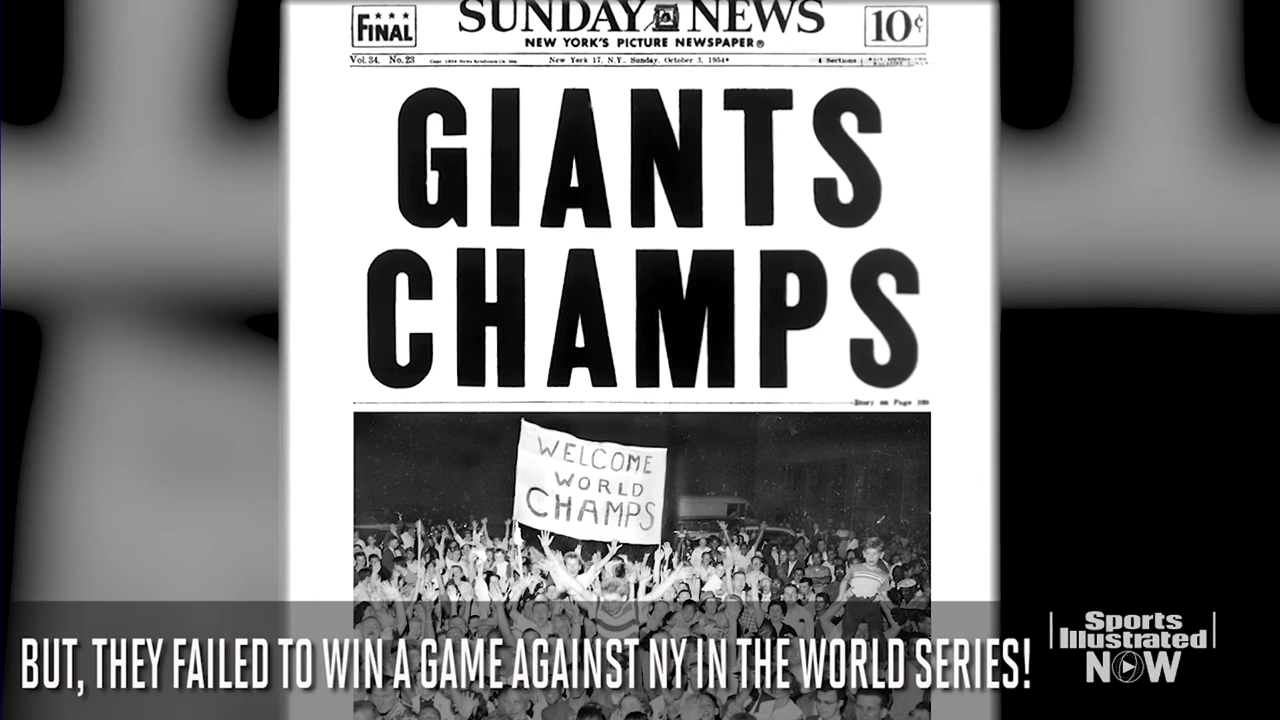 ★ ★ ★
FINAL
SUNDAY NEWS
NEW YORK'S PICTURE NEWSPAPER®
10¢
Vol. 34. No. 23
New York 17, N.Y., Sunday, October 3, 1954★
4 Sections
GIANTS
CHAMPS
Story on Page
WELCOME
WORLD
CHAMPS
BUT, THEY FAILED TO WIN A GAME AGAINST NY IN THE WORLD SERIES!
Sports
Illustrated
NOW